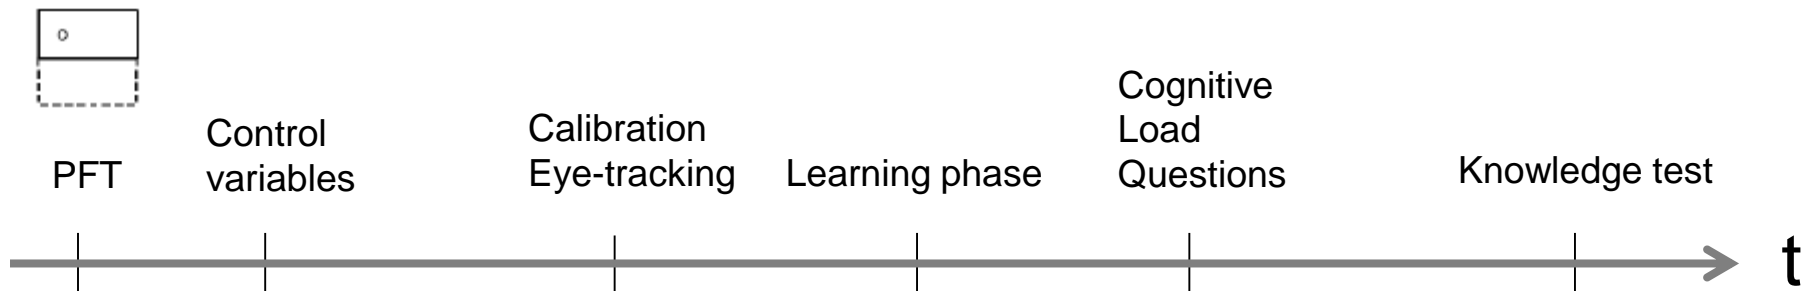 PFT
Control
variables
Calibration
Eye-tracking
Learning phase
Cognitive
Load
Questions
Knowledge test
t